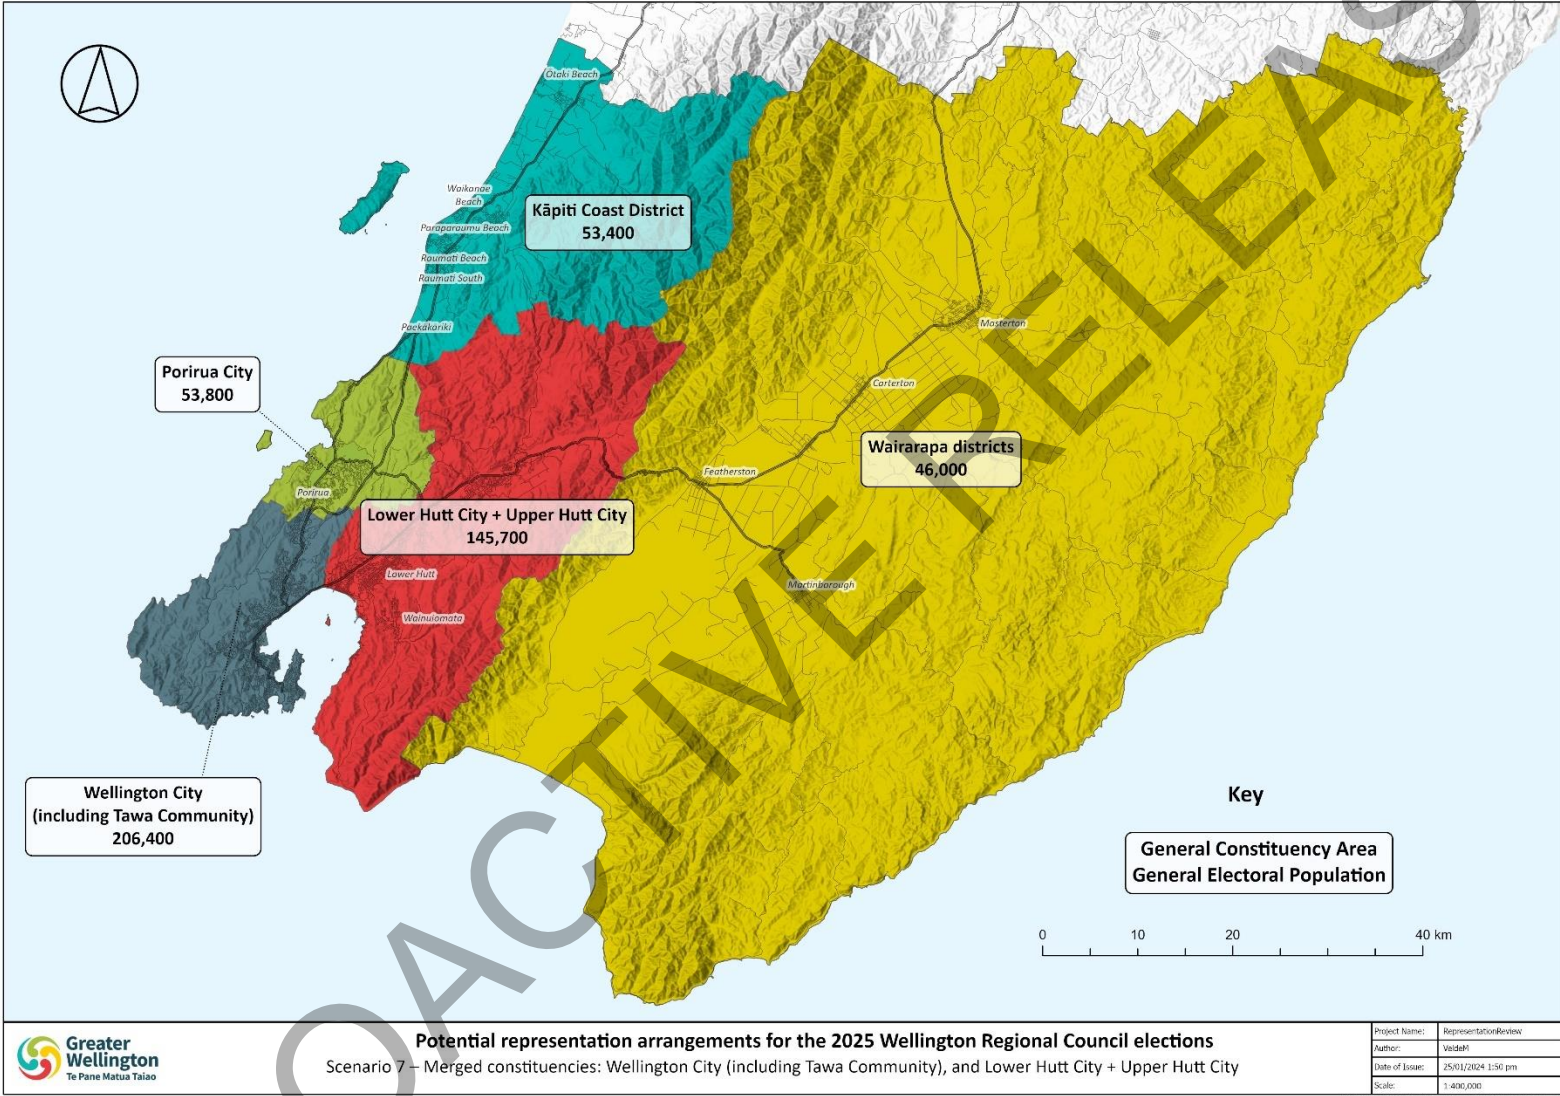 Otaki Beach
Waikanae
Beach
Kāpiti Coast District
53,400
Paraparaumu Beach
Raumati Beach
Raumati South
Paekākāriki
Masterton
Porirua City
53,800
Carterton
Wairarapa districts
46,000
Featherston
Porirua
Lower Hutt City + Upper Hutt City
145,700
Lower Hutt
Martinborough
Wainuiomata
Wellington City
(including Tawa Community)
206,400
Key
General Constituency Area
General Electoral Population
0 10 20 40 km
OACTIVE RELEAS
Greater
Wellington
Te Pane Matua Taiao
Potential representation arrangements for the 2025 Wellington Regional Council elections
Scenario 7 – Merged constituencies: Wellington City (including Tawa Community), and Lower Hutt City + Upper Hutt City
Project Name: RepresentationReview
Author: ValdeM
Date of Issue: 25/01/2024 1:50 pm
Scale: 1:400,000